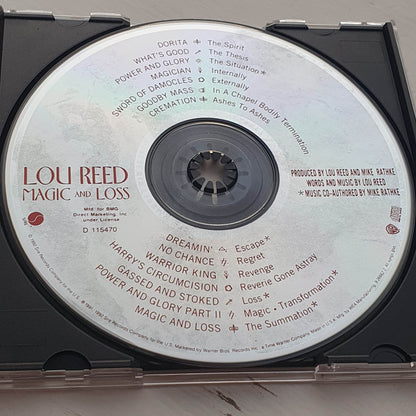 DORITA The Spirit
WHAT'S GOOD The Thesis
POWER AND GLORY The Situation*
MAGICIAN Internally
SWORD OF DAMOCLES Externally
GOODBY MASS In A Chapel Bodily Termination
CREMATION Ashes To Ashes
LOU REED
MAGIC AND LOSS
Mfd. for BMG
Direct Marketing, Inc.
under License
D 115470
PRODUCED BY LOU REED AND MIKE RATHKE
WORDS AND MUSIC BY LOU REED
* MUSIC CO-AUTHORED BY MIKE RATHKE
DREAMIN' Escape*
NO CHANCE Regret
WARRIOR KING Revenge
HARRY'S CIRCUMCISION Reverie Gone Astray
GASSED AND STOKED Loss*
POWER AND GLORY PART II Magic • Transformation*
MAGIC AND LOSS The Summation*